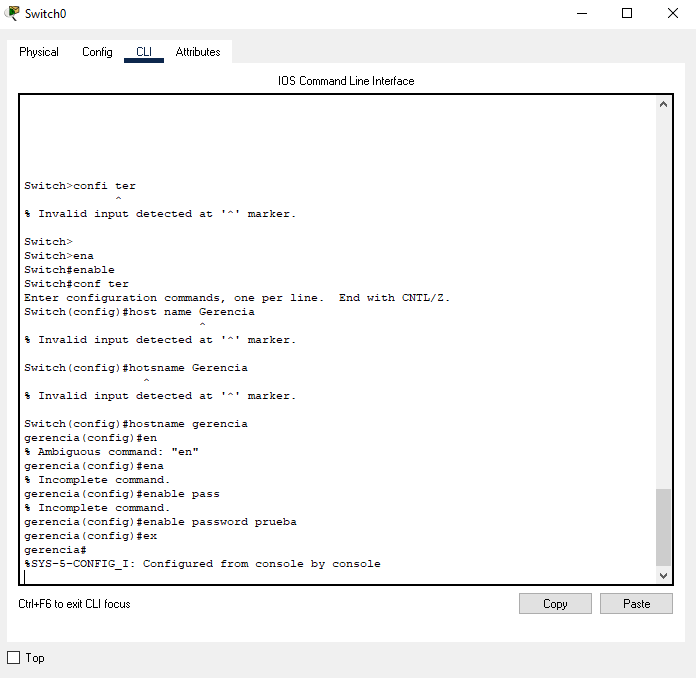 Switch0
Physical Config CLI Attributes
IOS Command Line Interface
Switch>confi ter
^
% Invalid input detected at '^' marker.
Switch>
Switch>ena
Switch#enable
Switch#conf ter
Enter configuration commands, one per line.  End with CNTL/Z.
Switch(config)#host name Gerencia
^
% Invalid input detected at '^' marker.
Switch(config)#hotsname Gerencia
^
% Invalid input detected at '^' marker.
Switch(config)#hostname gerencia
gerencia(config)#en
% Ambiguous command: "en"
gerencia(config)#ena
% Incomplete command.
gerencia(config)#enable pass
% Incomplete command.
gerencia(config)#enable password prueba
gerencia(config)#ex
gerencia#
%SYS-5-CONFIG_I: Configured from console by console
Ctrl+F6 to exit CLI focus
Copy Paste
Top